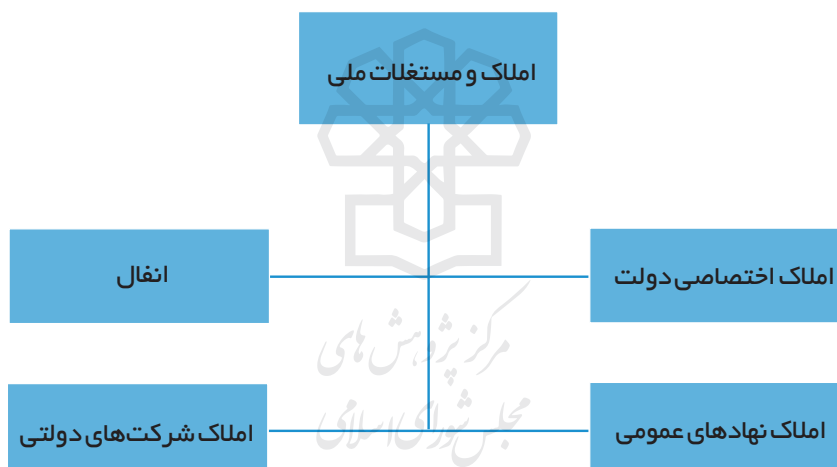 املاک و مستغلات ملی
املاک اختصاصی دولت
انفال
مرکز پژوهش های
مجلس شورای اسلامی
املاک نهادهای عمومی
املاک شرکت‌های دولتی